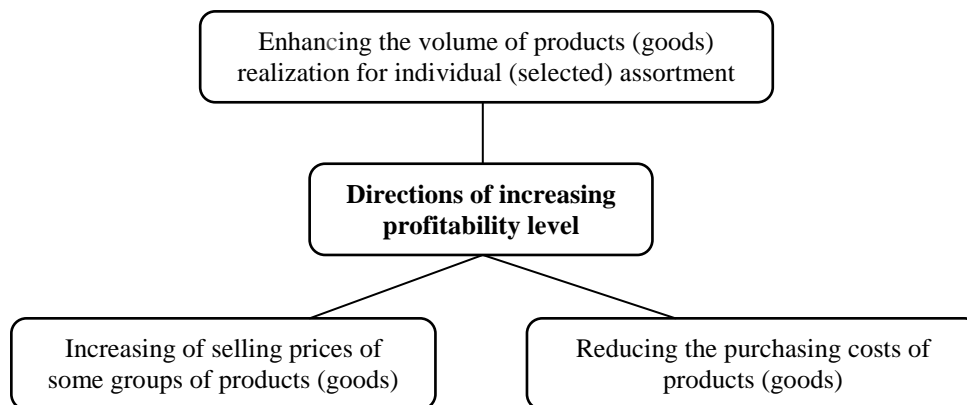 Enhancing the volume of products (goods)
realization for individual (selected) assortment
Directions of increasing
profitability level
Increasing of selling prices of
some groups of products (goods)
Reducing the purchasing costs of
products (goods)